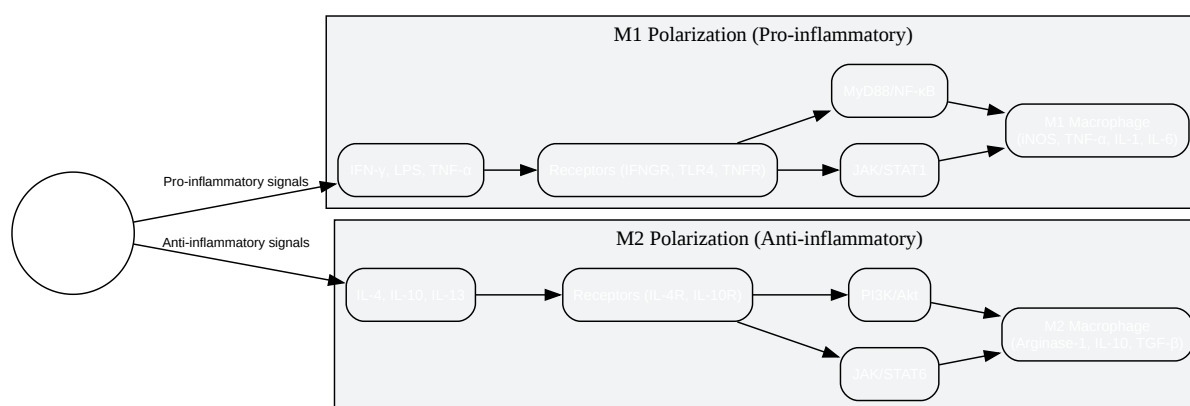 M1 Polarization (Pro-inflammatory)
MyD88/NF-κB
M1 Macrophage
(iNOS, TNF-α, IL-1, IL-6)
IFN-γ, LPS, TNF-α
Receptors (IFNGR, TLR4, TNFR)
JAK/STAT1
Pro-inflammatory signals
Anti-inflammatory signals
M2 Polarization (Anti-inflammatory)
IL-4, IL-10, IL-13
Receptors (IL-4R, IL-10R)
PI3K/Akt
M2 Macrophage
(Arginase-1, IL-10, TGF-β)
JAK/STAT6